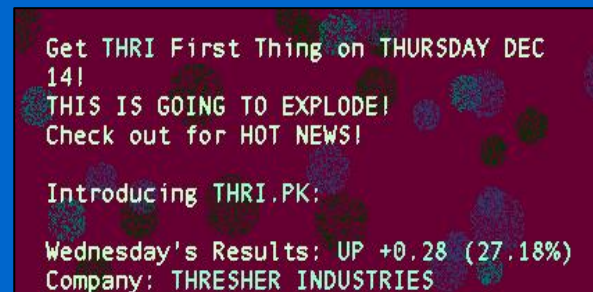 Get THRI First Thing on THURSDAY DEC
14!
THIS IS GOING TO EXPLODE!
Check out for HOT NEWS!
Introducing THRI.PK:
Wednesday's Results: UP +0.28 (27.18%)
Company: THRESHER INDUSTRIES